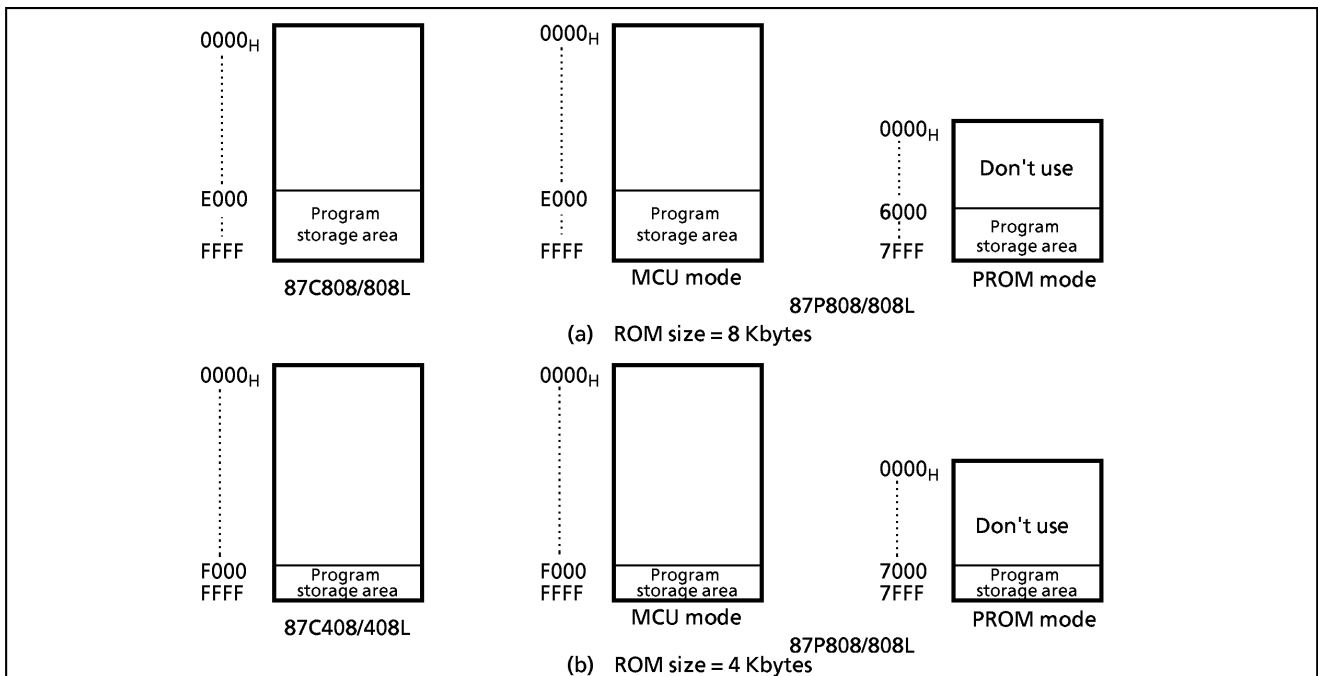 0000H
E000
FFFF
Program
storage area
87C808/808L
0000H
E000
FFFF
Program
storage area
MCU mode
0000H
6000
7FFF
Don't use
Program
storage area
PROM mode
87P808/808L
(a) ROM size = 8 Kbytes
0000H
F000
FFFF
Program
storage area
87C408/408L
0000H
F000
FFFF
Program
storage area
MCU mode
0000H
7000
7FFF
Don't use
Program
storage area
PROM mode
87P808/808L
(b) ROM size = 4 Kbytes